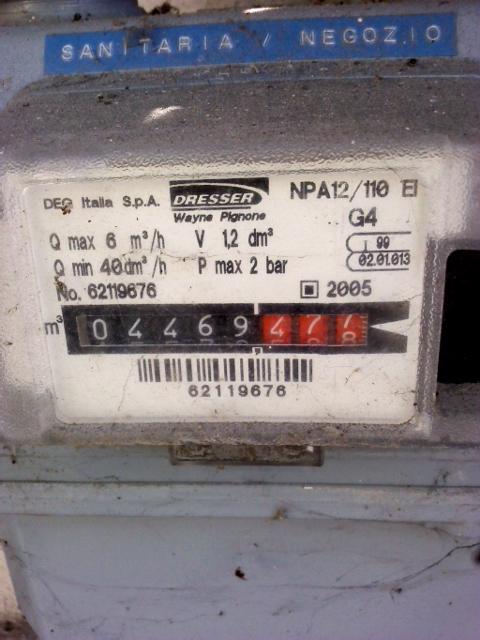 SANITARIA / NEGOZIO
DEG Italia S.p.A.
DRESSER
Wayne Pignone
NPA12/110 EI
G4
Q max 6 m³/h
V 1,2 dm³
I 99
Q min 40dm³/h
P max 2 bar
02.01.013
No. 62119676
2005
m³
04469477
62119676